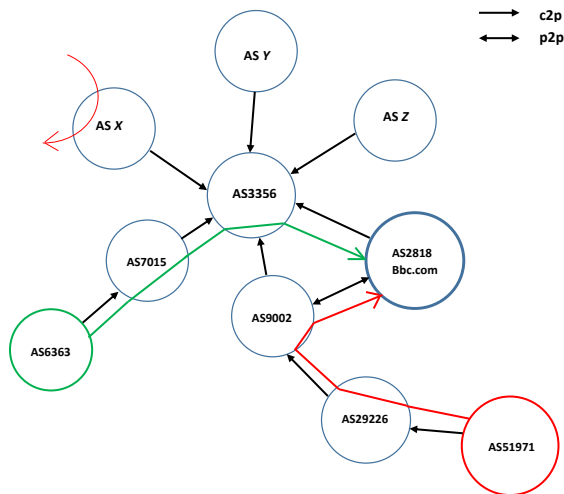 c2p
p2p
AS Y
AS X
AS Z
AS3356
AS7015
AS2818
Bbc.com
AS9002
AS6363
AS29226
AS51971